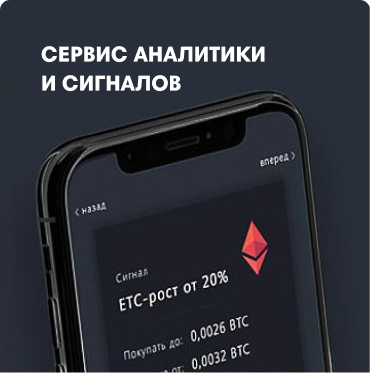 СЕРВИС АНАЛИТИКИ
И СИГНАЛОВ
‹ назад
вперед ›
Сигнал
ETC-рост от 20%
Покупать до: 0,0026 BTC
от: 0,0032 BTC